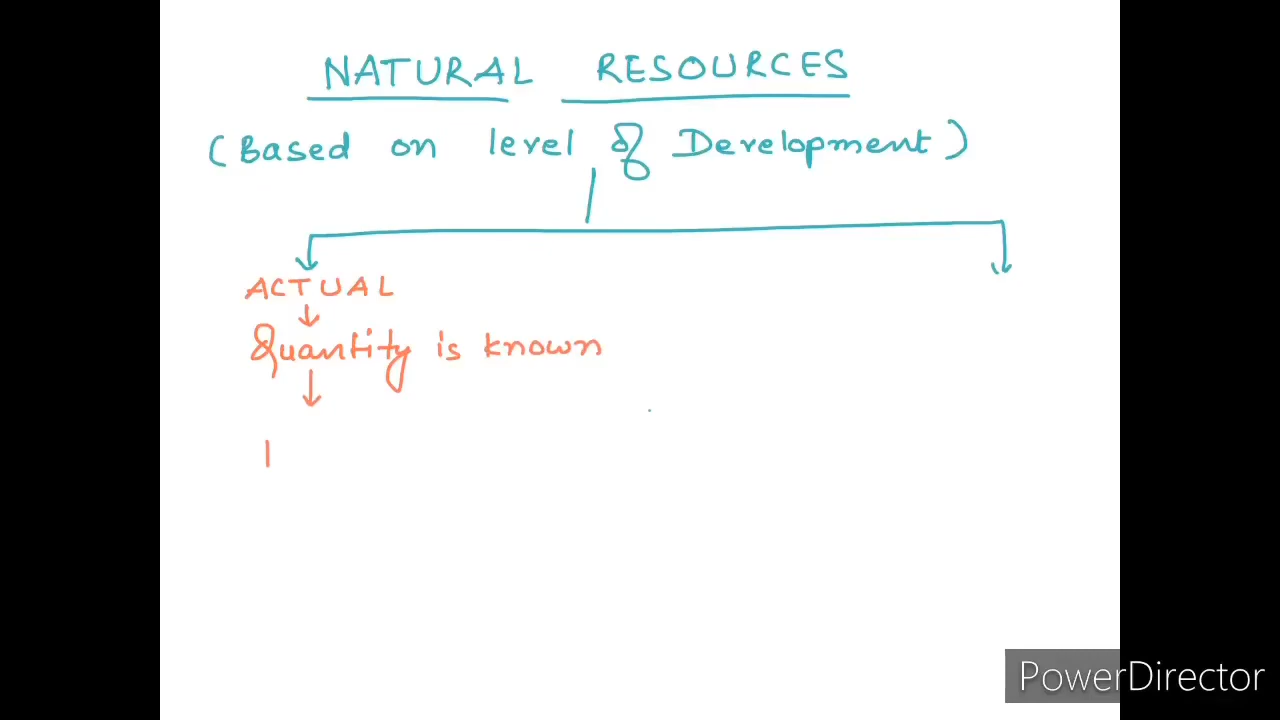 NATURAL RESOURCES
(Based on level of Development)
ACTUAL
Quantity is known
PowerDirector